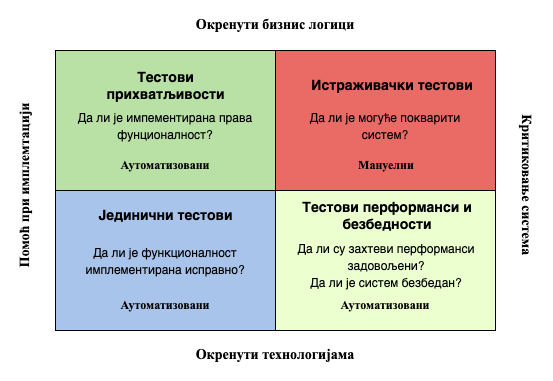 Окренути бизнис логици
Тестови
прихватљивости
Да ли је импементирана права
фунционалност?
Аутоматизовани
Истраживачки тестови
Да ли је могуће покварити
систем?
Мануелни
Помоћ при имплемтацији
Критиковање система
Јединични тестови
Да ли је функционалност
имплементирана исправно?
Аутоматизовани
Тестови перформанси и
безбедности
Да ли су захтеви перформанси
задовољени?
Да ли је систем безбедан?
Аутоматизовани
Окренути технологијама